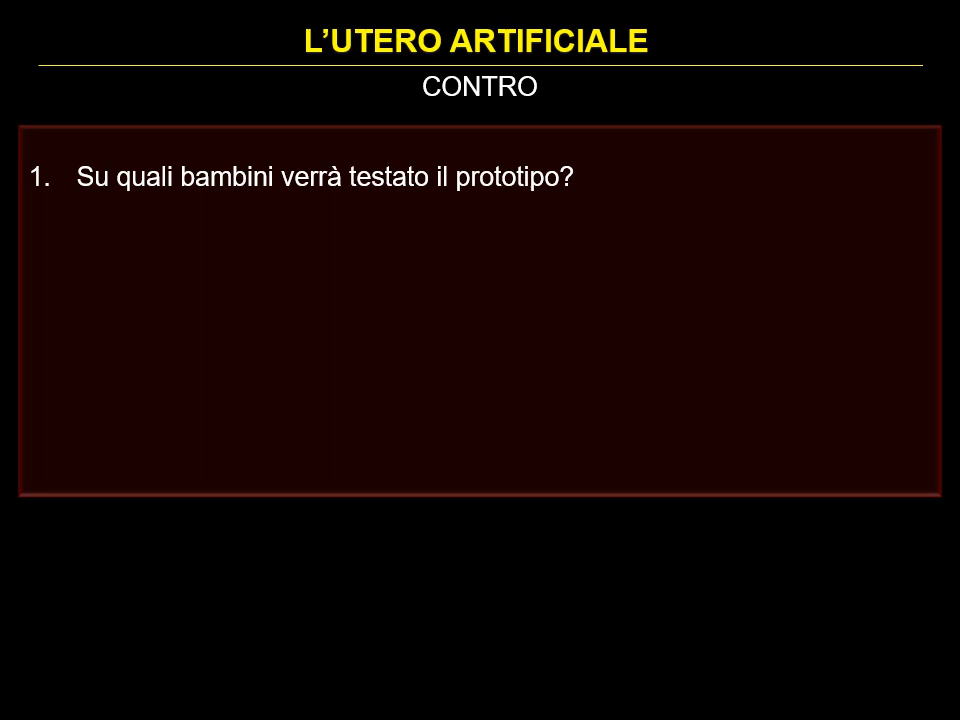 L’UTERO ARTIFICIALE
CONTRO
1. Su quali bambini verrà testato il prototipo?